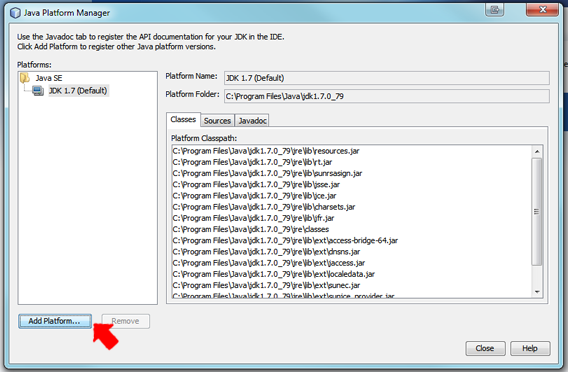 Java Platform Manager
Use the Javadoc tab to register the API documentation for your JDK in the IDE.
Click Add Platform to register other Java platform versions.
Platforms:
Java SE
JDK 1.7 (Default)
Platform Name:
JDK 1.7 (Default)
Platform Folder:
C:\Program Files\Java\jdk1.7.0_79
Classes
Sources
Javadoc
Platform Classpath:
C:\Program Files\Java\jdk1.7.0_79\jre\lib\resources.jar
C:\Program Files\Java\jdk1.7.0_79\jre\lib\rt.jar
C:\Program Files\Java\jdk1.7.0_79\jre\lib\sunrsasign.jar
C:\Program Files\Java\jdk1.7.0_79\jre\lib\jsse.jar
C:\Program Files\Java\jdk1.7.0_79\jre\lib\jce.jar
C:\Program Files\Java\jdk1.7.0_79\jre\lib\charsets.jar
C:\Program Files\Java\jdk1.7.0_79\jre\lib\jfr.jar
C:\Program Files\Java\jdk1.7.0_79\jre\classes
C:\Program Files\Java\jdk1.7.0_79\jre\lib\ext\access-bridge-64.jar
C:\Program Files\Java\jdk1.7.0_79\jre\lib\ext\dnsns.jar
C:\Program Files\Java\jdk1.7.0_79\jre\lib\ext\jaccess.jar
C:\Program Files\Java\jdk1.7.0_79\jre\lib\ext\localedata.jar
C:\Program Files\Java\jdk1.7.0_79\jre\lib\ext\sunec.jar
C:\Program Files\Java\jdk1.7.0_79\jre\lib\ext\sunjce_provider.jar
Add Platform...
Remove
Close
Help